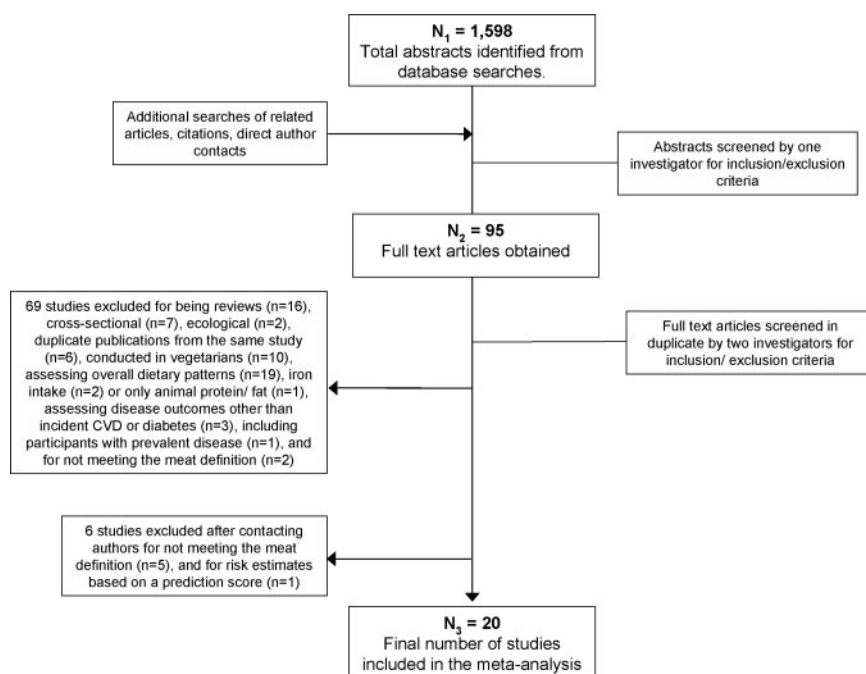 N₁ = 1,598
Total abstracts identified from
database searches.
Additional searches of related
articles, citations, direct author
contacts
Abstracts screened by one
investigator for inclusion/exclusion
criteria
N₂ = 95
Full text articles obtained
69 studies excluded for being reviews (n=16),
cross-sectional (n=7), ecological (n=2),
duplicate publications from the same study
(n=6), conducted in vegetarians (n=10),
assessing overall dietary patterns (n=19), iron
intake (n=2) or only animal protein/ fat (n=1),
assessing disease outcomes other than
incident CVD or diabetes (n=3), including
participants with prevalent disease (n=1), and
for not meeting the meat definition (n=2)
Full text articles screened in
duplicate by two investigators for
inclusion/ exclusion criteria
6 studies excluded after contacting
authors for not meeting the meat
definition (n=5), and for risk estimates
based on a prediction score (n=1)
N₃ = 20
Final number of studies
included in the meta-analysis